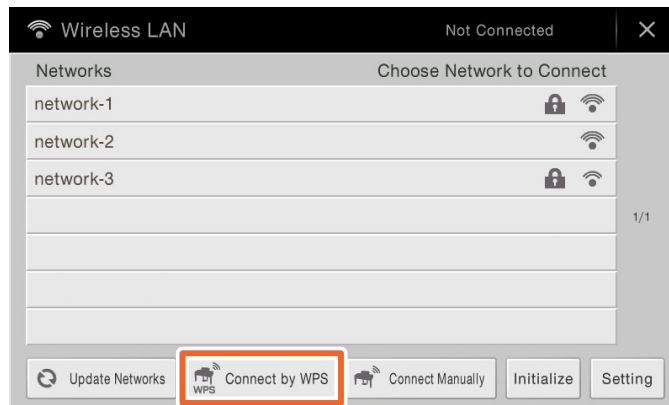 Wireless LAN Not Connected
Networks Choose Network to Connect
network-1
network-2
network-3
1/1
Update Networks WPS Connect by WPS Connect Manually Initialize Setting